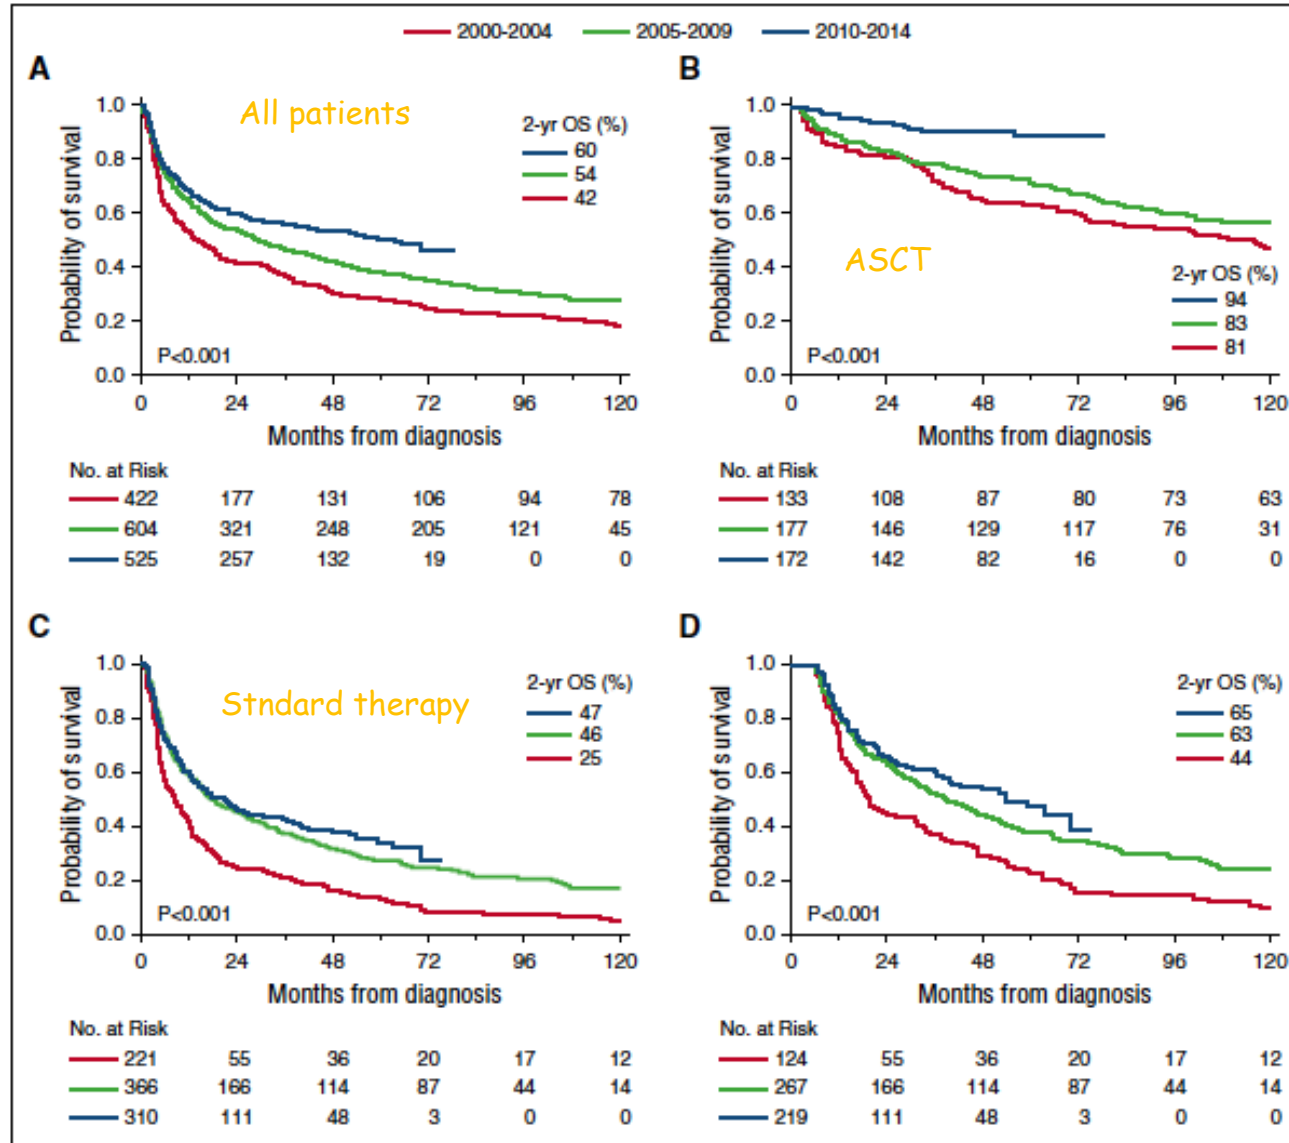 2000-2004 2005-2009 2010-2014
A
All patients
2-yr OS (%)
60
54
42
Probability of survival
1.0
0.8
0.6
0.4
0.2
0.0
P<0.001
0 24 48 72 96 120
Months from diagnosis
No. at Risk
422 177 131 106 94 78
604 321 248 205 121 45
525 257 132 19 0 0
B
ASCT
2-yr OS (%)
94
83
81
Probability of survival
1.0
0.8
0.6
0.4
0.2
0.0
P<0.001
0 24 48 72 96 120
Months from diagnosis
No. at Risk
133 108 87 80 73 63
177 146 129 117 76 31
172 142 82 16 0 0
C
Stndard therapy
2-yr OS (%)
47
46
25
Probability of survival
1.0
0.8
0.6
0.4
0.2
0.0
P<0.001
0 24 48 72 96 120
Months from diagnosis
No. at Risk
221 55 36 20 17 12
366 166 114 87 44 14
310 111 48 3 0 0
D
2-yr OS (%)
65
63
44
Probability of survival
1.0
0.8
0.6
0.4
0.2
0.0
P<0.001
0 24 48 72 96 120
Months from diagnosis
No. at Risk
124 55 36 20 17 12
267 166 114 87 44 14
219 111 48 3 0 0